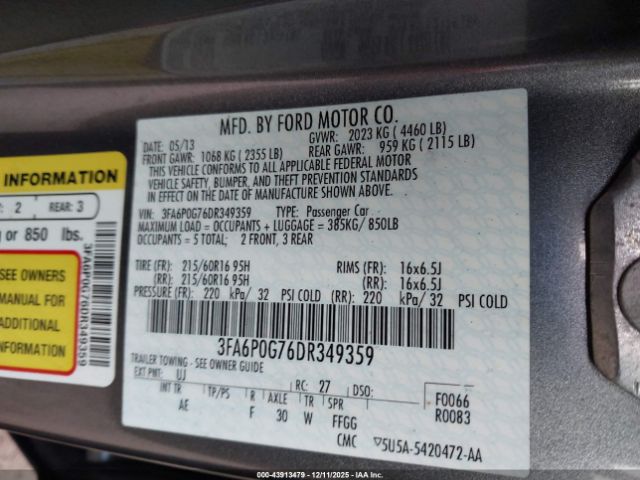 INFORMATION
: 2 REAR: 3
g or 850 lbs.
SEE OWNERS
MANUAL FOR
ADDITIONAL
INFORMATION
3FA6P0G76DR349359
MFD. BY FORD MOTOR CO.
DATE: 05/13 GVWR: 2023 KG ( 4460 LB)
FRONT GAWR: 1068 KG ( 2355 LB) REAR GAWR: 959 KG ( 2115 LB)
THIS VEHICLE CONFORMS TO ALL APPLICABLE FEDERAL MOTOR
VEHICLE SAFETY, BUMPER, AND THEFT PREVENTION STANDARDS
IN EFFECT ON THE DATE OF MANUFACTURE SHOWN ABOVE.
VIN: 3FA6P0G76DR349359 TYPE: Passenger Car
MAXIMUM LOAD = OCCUPANTS + LUGGAGE = 385KG/ 850LB
OCCUPANTS = 5 TOTAL; 2 FRONT, 3 REAR
TIRE (FR): 215/60R16 95H RIMS (FR): 16x6.5J
(RR): 215/60R16 95H (RR): 16x6.5J
PRESSURE (FR): 220 kPa/ 32 PSI COLD (RR): 220 kPa/ 32 PSI COLD
3FA6P0G76DR349359
TRAILER TOWING - SEE OWNER GUIDE
EXT PNT: UJ RC: 27 DSO: F0066
INT TR TP/PS R AXLE TR SPR R0083
AE F 30 W FFGG
CMC 5U5A-5420472-AA
000-43913479 12/11/2025 - COPYRIGHT IAA, LLC.